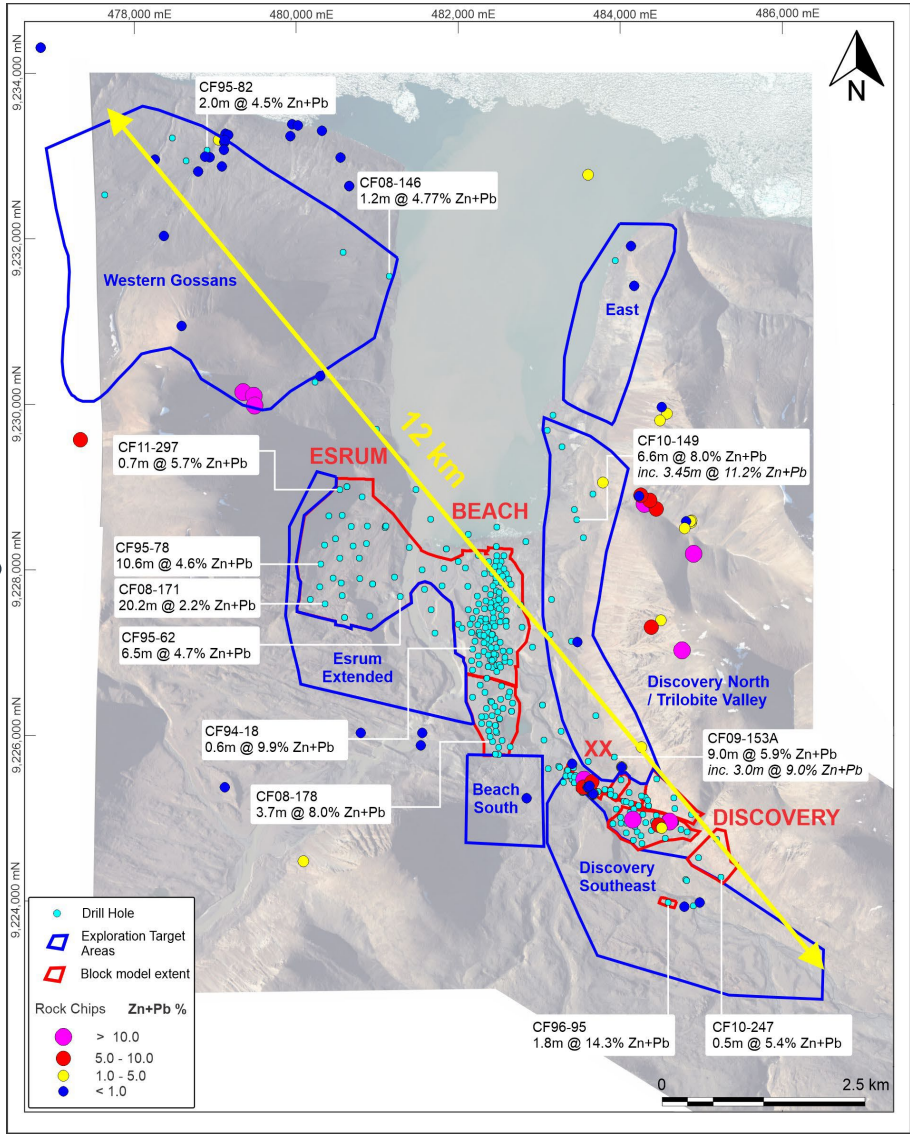 478,000 mE
480,000 mE
482,000 mE
484,000 mE
486,000 mE
9,234,000 mN
9,232,000 mN
9,230,000 mN
9,228,000 mN
9,226,000 mN
9,224,000 mN
N
CF95-82
2.0m @ 4.5% Zn+Pb
CF08-146
1.2m @ 4.77% Zn+Pb
Western Gossans
East
12 km
CF11-297
0.7m @ 5.7% Zn+Pb
ESRUM
BEACH
CF10-149
6.6m @ 8.0% Zn+Pb
inc. 3.45m @ 11.2% Zn+Pb
CF95-78
10.6m @ 4.6% Zn+Pb
CF08-171
20.2m @ 2.2% Zn+Pb
CF95-62
6.5m @ 4.7% Zn+Pb
Esrum
Extended
Discovery North
/ Trilobite Valley
CF94-18
0.6m @ 9.9% Zn+Pb
CF09-153A
9.0m @ 5.9% Zn+Pb
inc. 3.0m @ 9.0% Zn+Pb
XX
CF08-178
3.7m @ 8.0% Zn+Pb
Beach
South
DISCOVERY
Discovery
Southeast
CF96-95
1.8m @ 14.3% Zn+Pb
CF10-247
0.5m @ 5.4% Zn+Pb
Drill Hole
Exploration Target
Areas
Block model extent
Rock Chips Zn+Pb %
> 10.0
5.0 - 10.0
1.0 - 5.0
< 1.0
0 2.5 km